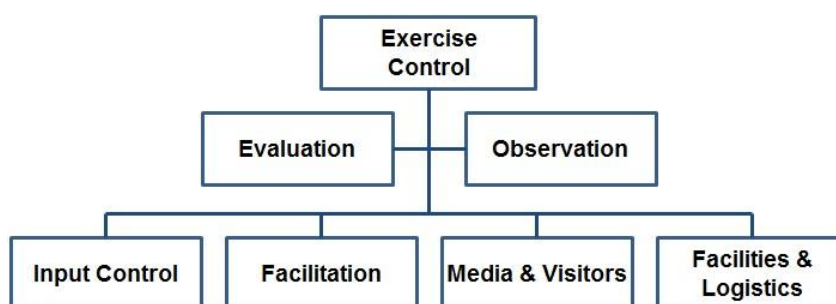 Exercise
Control
Evaluation
Observation
Input Control
Facilitation
Media & Visitors
Facilities &
Logistics